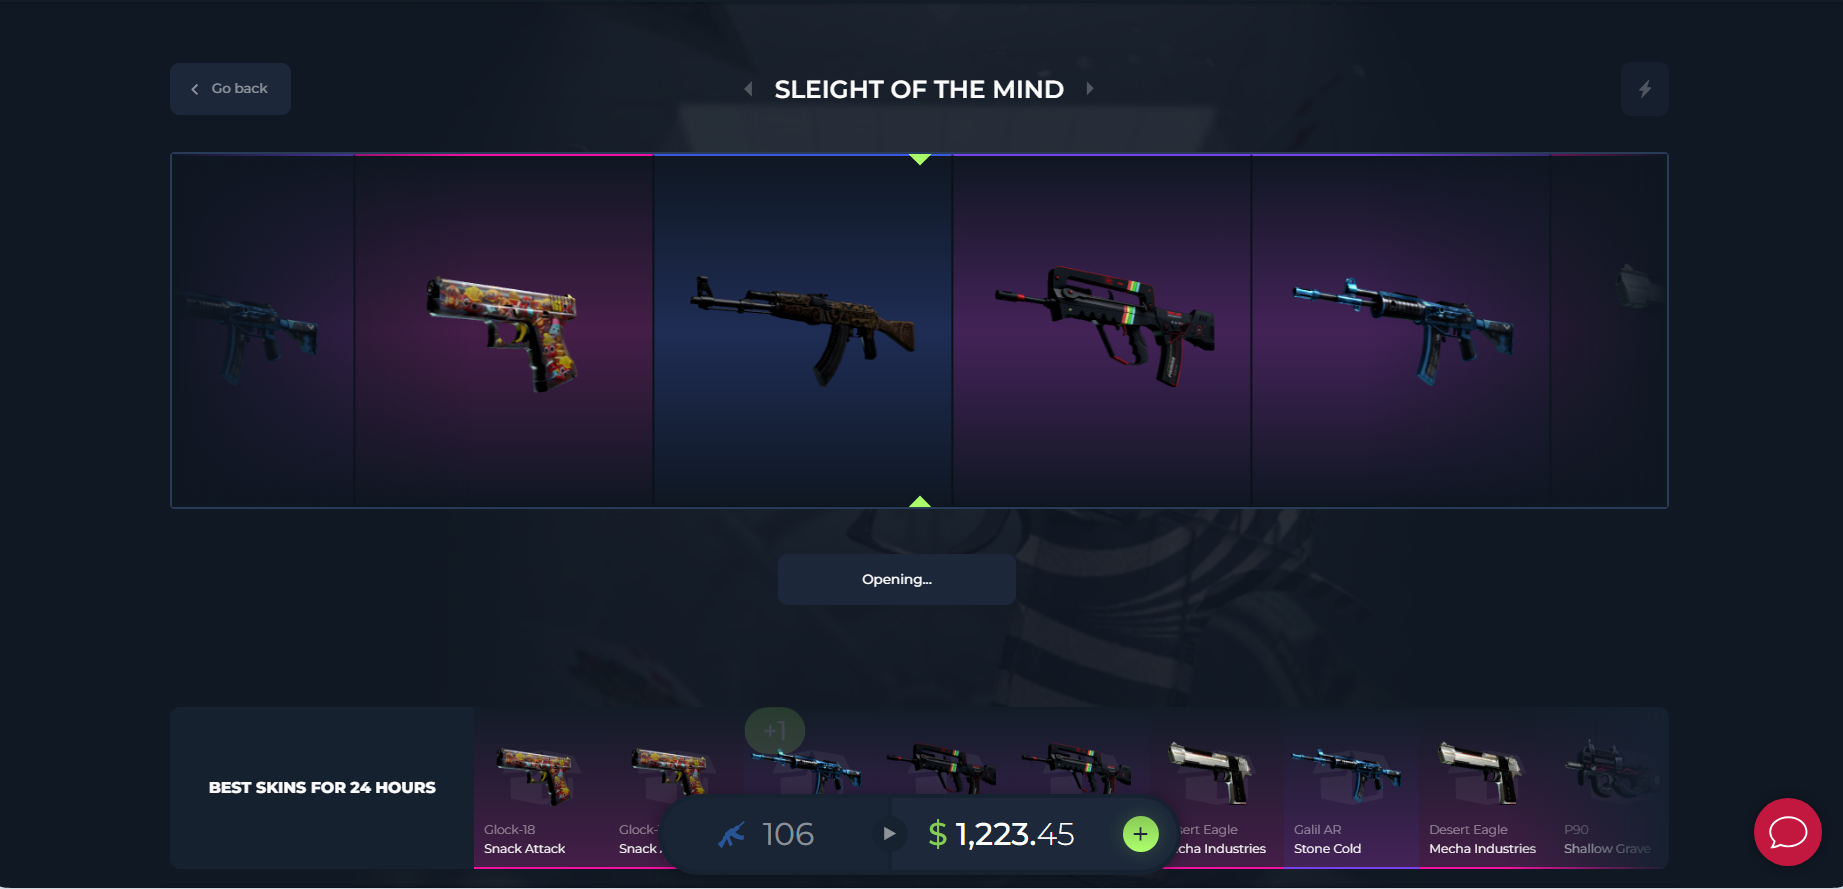 Go back
SLEIGHT OF THE MIND
Opening...
+1
BEST SKINS FOR 24 HOURS
Glock-18
Snack Attack
Glock-
Snack
106
$ 1,223.45
+
sert Eagle
cha Industries
Galil AR
Stone Cold
Desert Eagle
Mecha Industries
P90
Shallow Grave